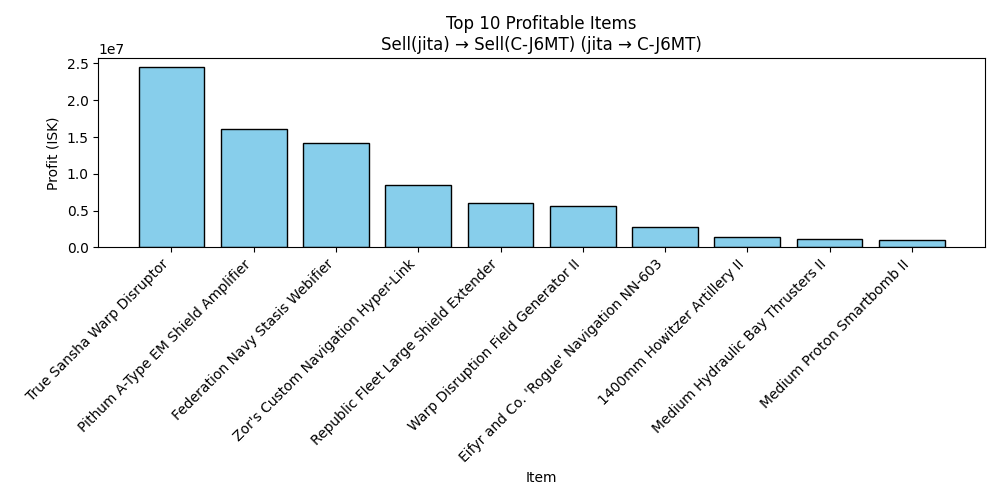 Top 10 Profitable Items
Sell(jita) → Sell(C-J6MT) (jita → C-J6MT)
1e7
2.5
2.0
1.5
1.0
0.5
0.0
Profit (ISK)
True Sansha Warp Disruptor
Pithum A-Type EM Shield Amplifier
Federation Navy Stasis Webifier
Zor's Custom Navigation Hyper-Link
Republic Fleet Large Shield Extender
Warp Disruption Field Generator II
Eifyr and Co. 'Rogue' Navigation NN-603
1400mm Howitzer Artillery II
Medium Hydraulic Bay Thrusters II
Medium Proton Smartbomb II
Item